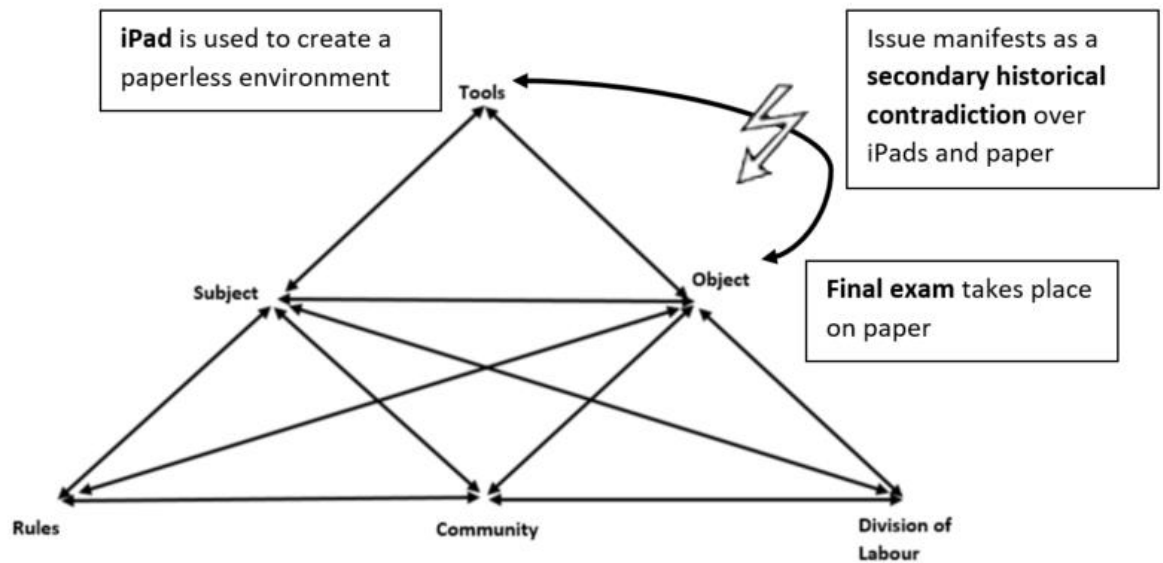 iPad is used to create a
paperless environment
Issue manifests as a
secondary historical
contradiction over
iPads and paper
Tools
Subject
Object
Final exam takes place
on paper
Rules
Community
Division of
Labour